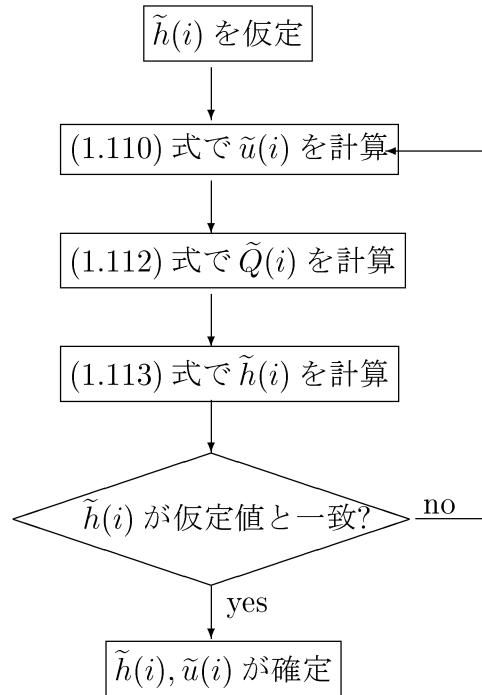 h̃(i) を仮定
(1.110) 式で ũ(i) を計算
(1.112) 式で Q̃(i) を計算
(1.113) 式で h̃(i) を計算
h̃(i) が仮定値と一致?
no
yes
h̃(i), ũ(i) が確定